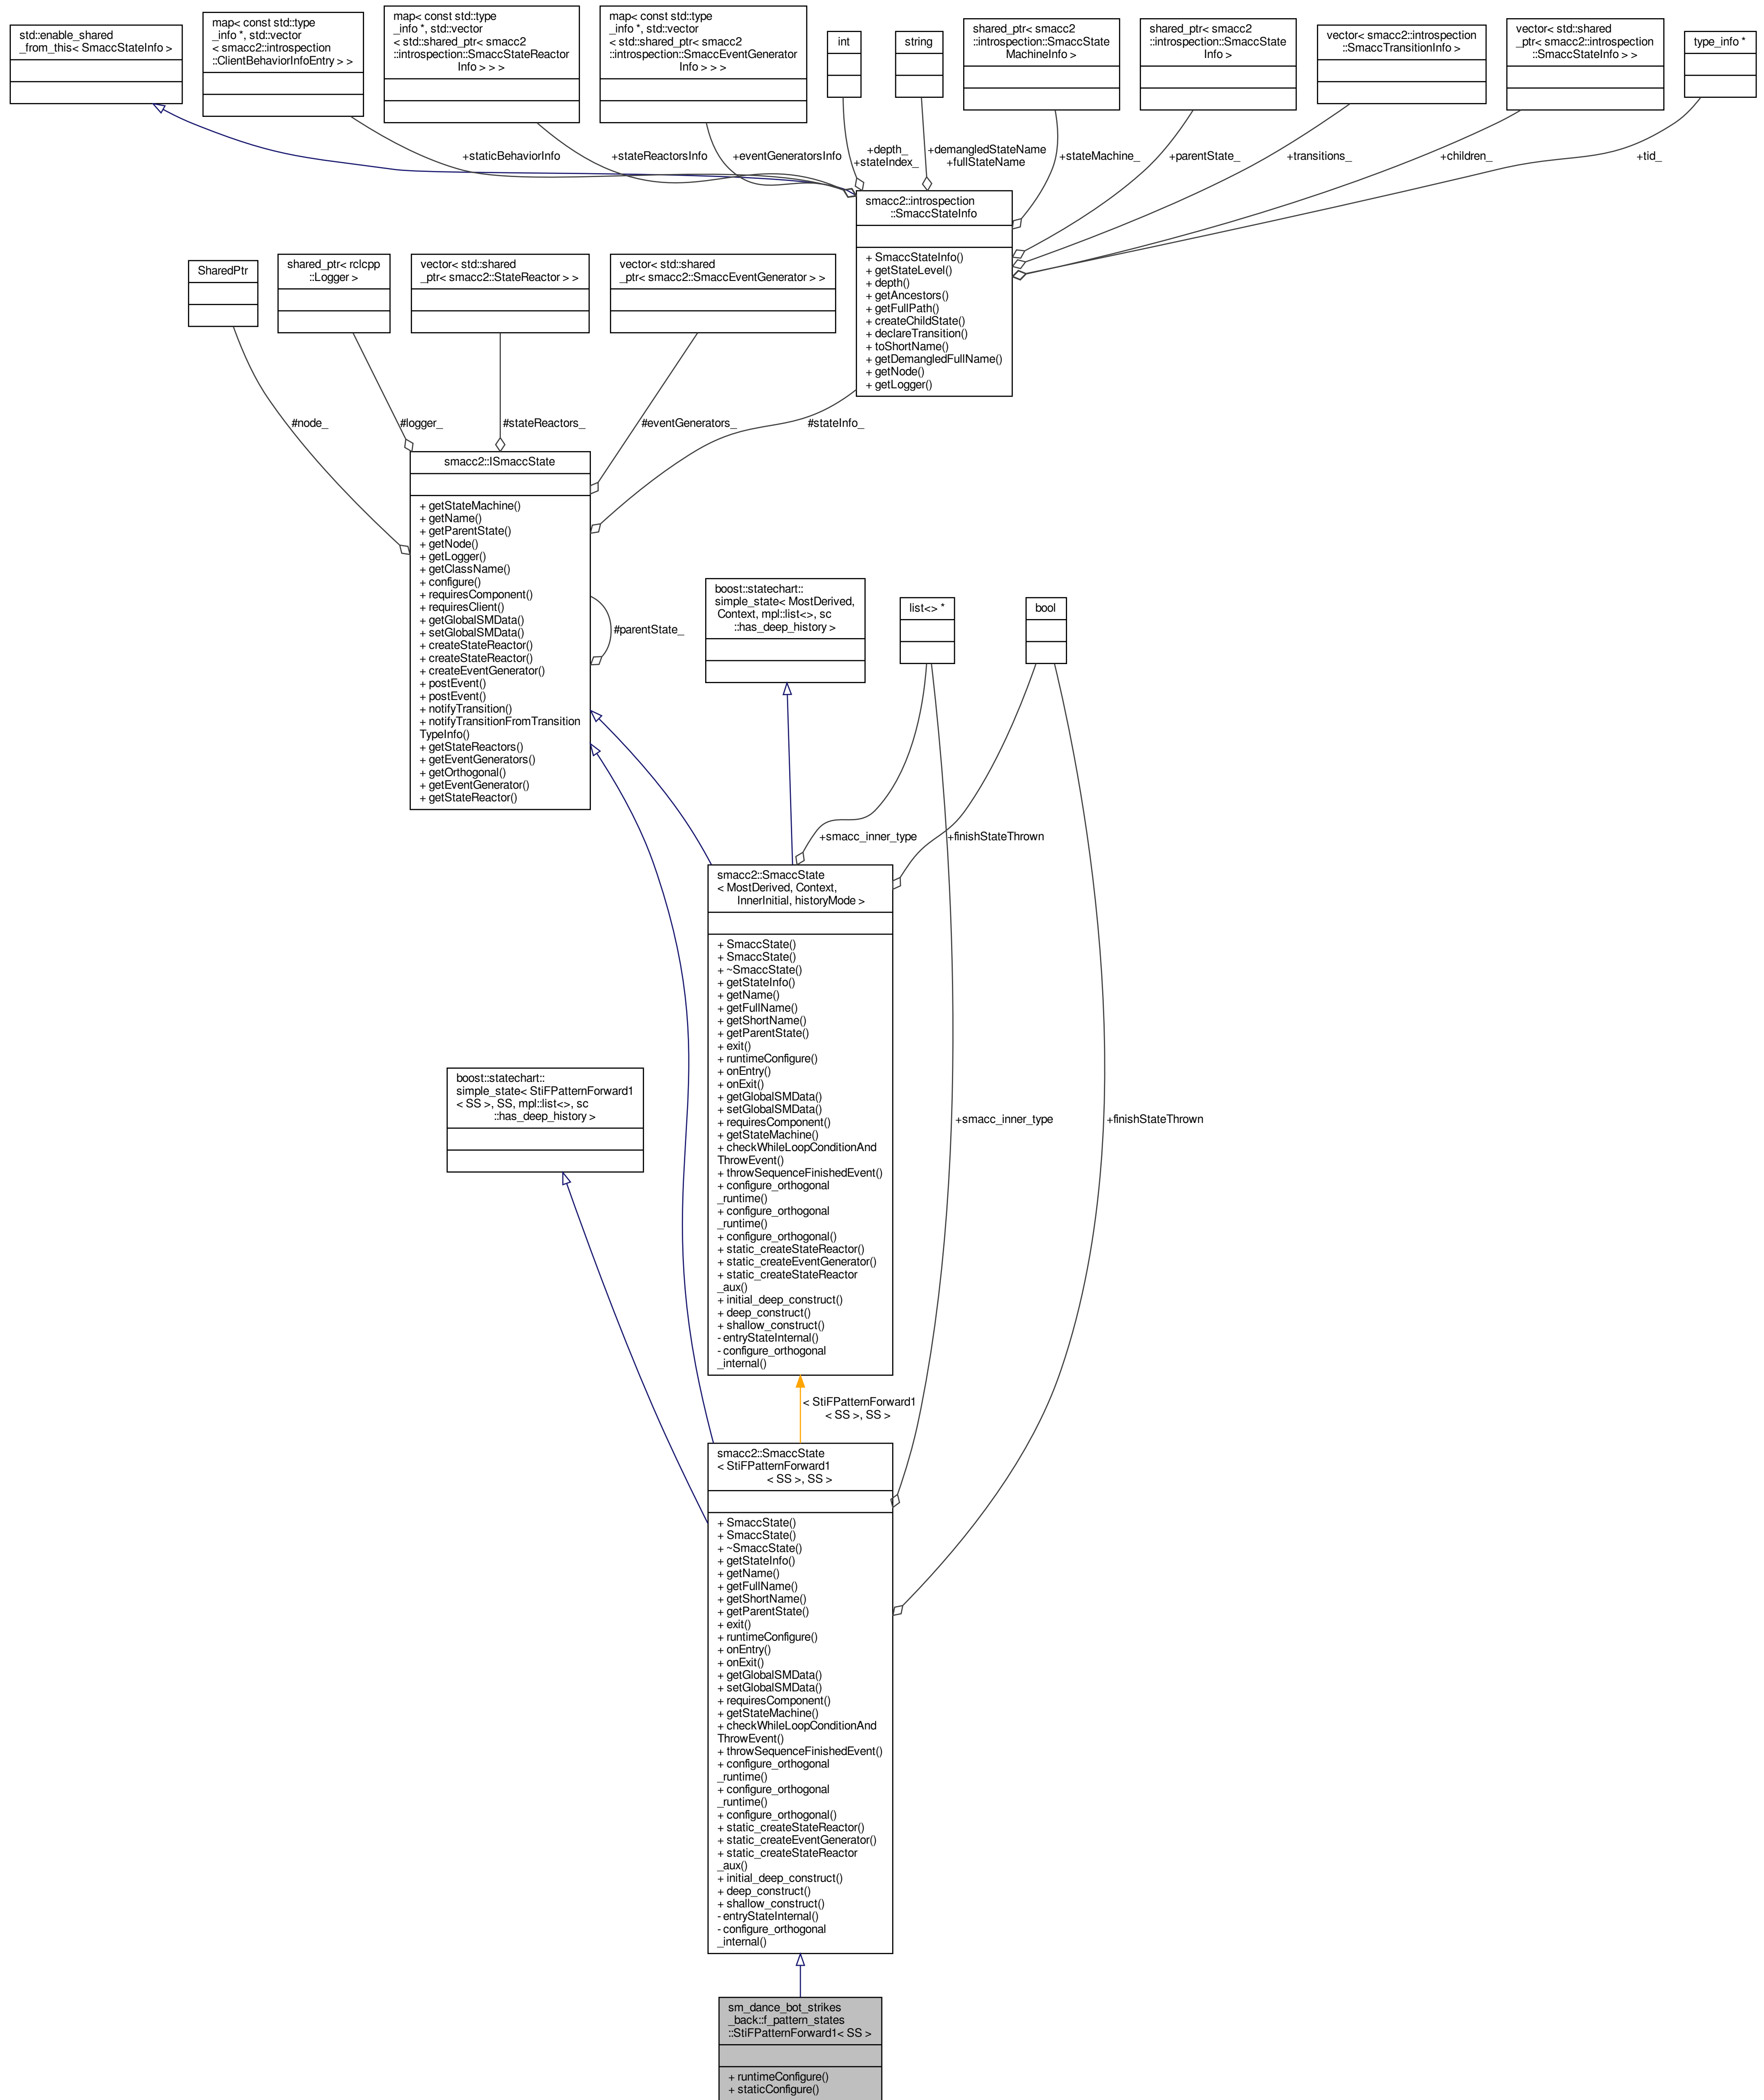 std::enable_shared
_from_this< SmaccStateInfo >
map< const std::type
_info *, std::vector
< smacc2::introspection
::ClientBehaviorInfoEntry > >
map< const std::type
_info *, std::vector
< std::shared_ptr< smacc2
::introspection::SmaccStateReactor
Info > > >
map< const std::type
_info *, std::vector
< std::shared_ptr< smacc2
::introspection::SmaccEventGenerator
Info > > >
int
string
shared_ptr< smacc2
::introspection::SmaccState
MachineInfo >
shared_ptr< smacc2
::introspection::SmaccState
Info >
vector< smacc2::introspection
::SmaccTransitionInfo >
vector< std::shared
_ptr< smacc2::introspection
::SmaccStateInfo > >
type_info *
+staticBehaviorInfo
+stateReactorsInfo
+eventGeneratorsInfo
+depth_
+stateIndex_
+demangledStateName
+fullStateName
+stateMachine_
+parentState_
+transitions_
+children_
+tid_
smacc2::introspection
::SmaccStateInfo
+ SmaccStateInfo()
+ getStateLevel()
+ depth()
+ getAncestors()
+ getFullPath()
+ createChildState()
+ declareTransition()
+ toShortName()
+ getDemangledFullName()
+ getNode()
+ getLogger()
SharedPtr
shared_ptr< rclcpp
::Logger >
vector< std::shared
_ptr< smacc2::StateReactor > >
vector< std::shared
_ptr< smacc2::SmaccEventGenerator > >
#node_
#logger_
#stateReactors_
#eventGenerators_
#stateInfo_
smacc2::ISmaccState
+ getStateMachine()
+ getName()
+ getParentState()
+ getNode()
+ getLogger()
+ getClassName()
+ configure()
+ requiresComponent()
+ requiresClient()
+ getGlobalSMData()
+ setGlobalSMData()
+ createStateReactor()
+ createStateReactor()
+ createEventGenerator()
+ postEvent()
+ postEvent()
+ notifyTransition()
+ notifyTransitionFromTransition
TypeInfo()
+ getStateReactors()
+ getEventGenerators()
+ getOrthogonal()
+ getEventGenerator()
+ getStateReactor()
#parentState_
boost::statechart::
simple_state< MostDerived,
Context, mpl::list<>, sc
::has_deep_history >
list<> *
bool
+smacc_inner_type
+finishStateThrown
smacc2::SmaccState
< MostDerived, Context,
InnerInitial, historyMode >
+ SmaccState()
+ SmaccState()
+ ~SmaccState()
+ getStateInfo()
+ getName()
+ getFullName()
+ getShortName()
+ getParentState()
+ exit()
+ runtimeConfigure()
+ onEntry()
+ onExit()
+ getGlobalSMData()
+ setGlobalSMData()
+ requiresComponent()
+ getStateMachine()
+ checkWhileLoopConditionAnd
ThrowEvent()
+ throwSequenceFinishedEvent()
+ configure_orthogonal
_runtime()
+ configure_orthogonal
_runtime()
+ configure_orthogonal()
+ static_createStateReactor()
+ static_createEventGenerator()
+ static_createStateReactor
_aux()
+ initial_deep_construct()
+ deep_construct()
+ shallow_construct()
- entryStateInternal()
- configure_orthogonal
_internal()
boost::statechart::
simple_state< StiFPatternForward1
< SS >, SS, mpl::list<>, sc
::has_deep_history >
+smacc_inner_type
+finishStateThrown
< StiFPatternForward1
< SS >, SS >
smacc2::SmaccState
< StiFPatternForward1
< SS >, SS >
+ SmaccState()
+ SmaccState()
+ ~SmaccState()
+ getStateInfo()
+ getName()
+ getFullName()
+ getShortName()
+ getParentState()
+ exit()
+ runtimeConfigure()
+ onEntry()
+ onExit()
+ getGlobalSMData()
+ setGlobalSMData()
+ requiresComponent()
+ getStateMachine()
+ checkWhileLoopConditionAnd
ThrowEvent()
+ throwSequenceFinishedEvent()
+ configure_orthogonal
_runtime()
+ configure_orthogonal
_runtime()
+ configure_orthogonal()
+ static_createStateReactor()
+ static_createEventGenerator()
+ static_createStateReactor
_aux()
+ initial_deep_construct()
+ deep_construct()
+ shallow_construct()
- entryStateInternal()
- configure_orthogonal
_internal()
sm_dance_bot_strikes
_back::f_pattern_states
::StiFPatternForward1< SS >
+ runtimeConfigure()
+ staticConfigure()